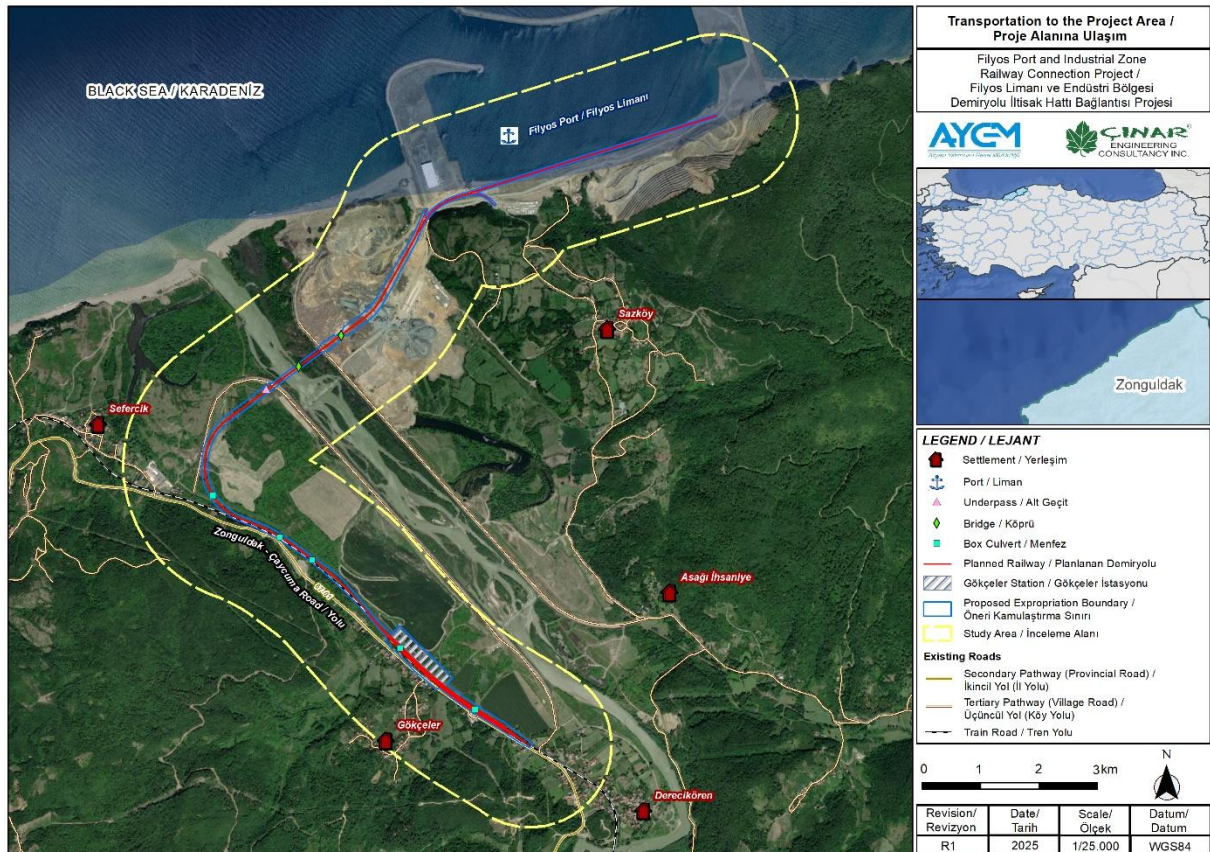 BLACK SEA / KARADENİZ
Filyos Port / Filyos Limanı
Sazköy
Sefercik
Zonguldak - Çaycuma Road / Yolu
Asağı İhsaniye
Gökçeler
Derecikören
Transportation to the Project Area /
Proje Alanına Ulaşım
Filyos Port and Industrial Zone
Railway Connection Project /
Filyos Limanı ve Endüstri Bölgesi
Demiryolu İltisak Hattı Bağlantısı Projesi
AYGM
ÇINAR®
ENGINEERING
CONSULTANCY INC.
Zonguldak
LEGEND / LEJANT
Settlement / Yerleşim
Port / Liman
Underpass / Alt Geçit
Bridge / Köprü
Box Culvert / Menfez
Planned Railway / Planlanan Demiryolu
Gökçeler Station / Gökçeler İstasyonu
Proposed Expropriation Boundary /
Öneri Kamulaştırma Sınırı
Study Area / İnceleme Alanı
Existing Roads
Secondary Pathway (Provincial Road) /
İkincil Yol (İl Yolu)
Tertiary Pathway (Village Road) /
Üçüncül Yol (Köy Yolu)
Train Road / Tren Yolu
0 1 2 3 km
N
Revision/ Date/ Scale/ Datum/
Revizyon Tarih Ölçek Datum
R1 2025 1/25.000 WGS84